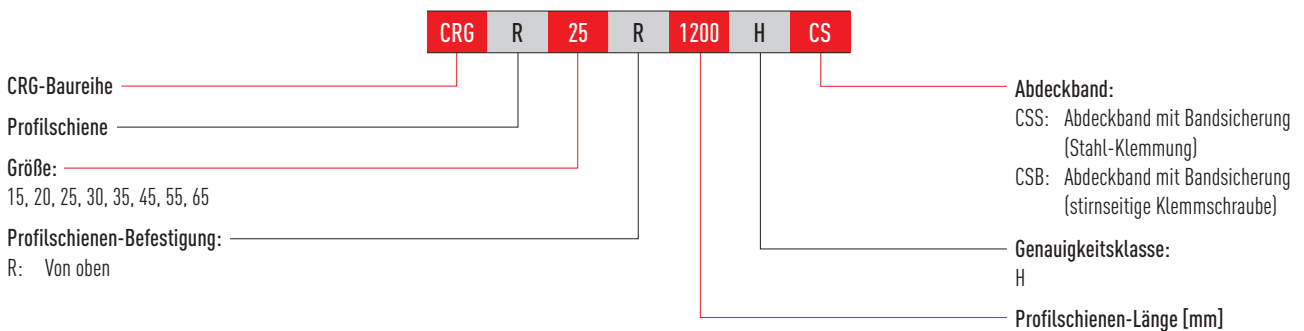 CRG R 25 R 1200 H CS
CRG-Baureihe
Profilschiene
Größe:
15, 20, 25, 30, 35, 45, 55, 65
Profilschienen-Befestigung:
R: Von oben
Abdeckband:
CSS: Abdeckband mit Bandsicherung
(Stahl-Klemmung)
CSB: Abdeckband mit Bandsicherung
(stirnseitige Klemmschraube)
Genauigkeitsklasse:
H
Profilschienen-Länge [mm]